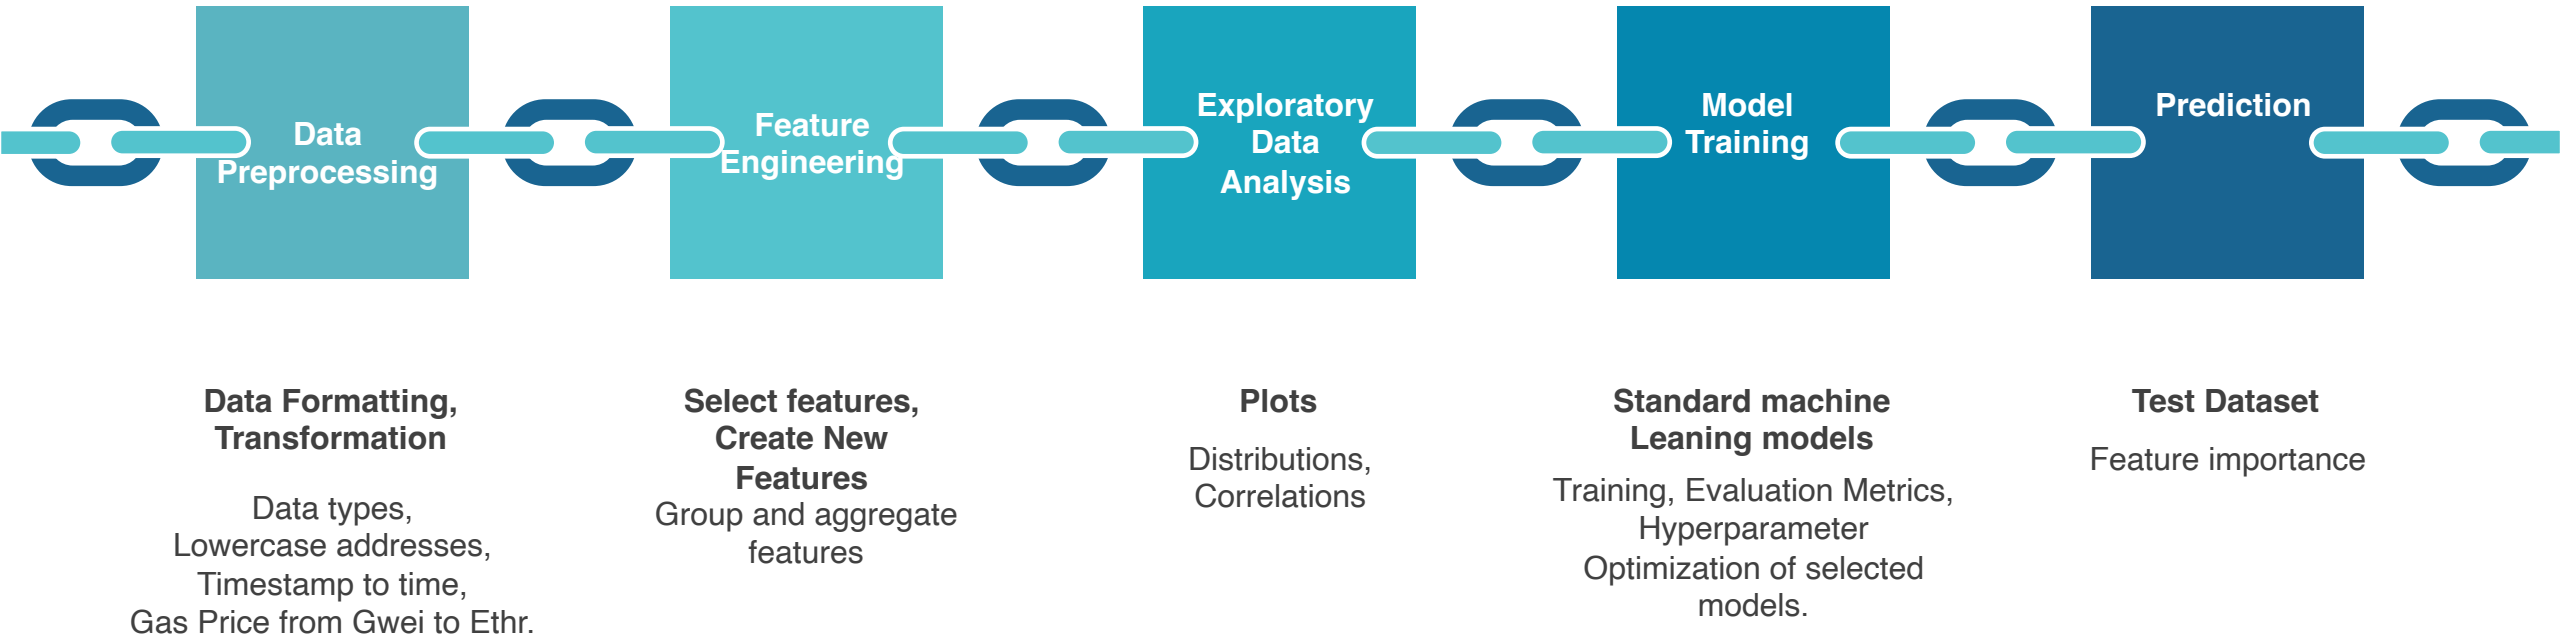 Data
Preprocessing
Feature
Engineering
Exploratory
Data
Analysis
Model
Training
Prediction
Data Formatting,
Transformation
Data types,
Lowercase addresses,
Timestamp to time,
Gas Price from Gwei to Ethr.
Select features,
Create New
Features
Group and aggregate
features
Plots
Distributions,
Correlations
Standard machine
Leaning models
Training, Evaluation Metrics,
Hyperparameter
Optimization of selected
models.
Test Dataset
Feature importance